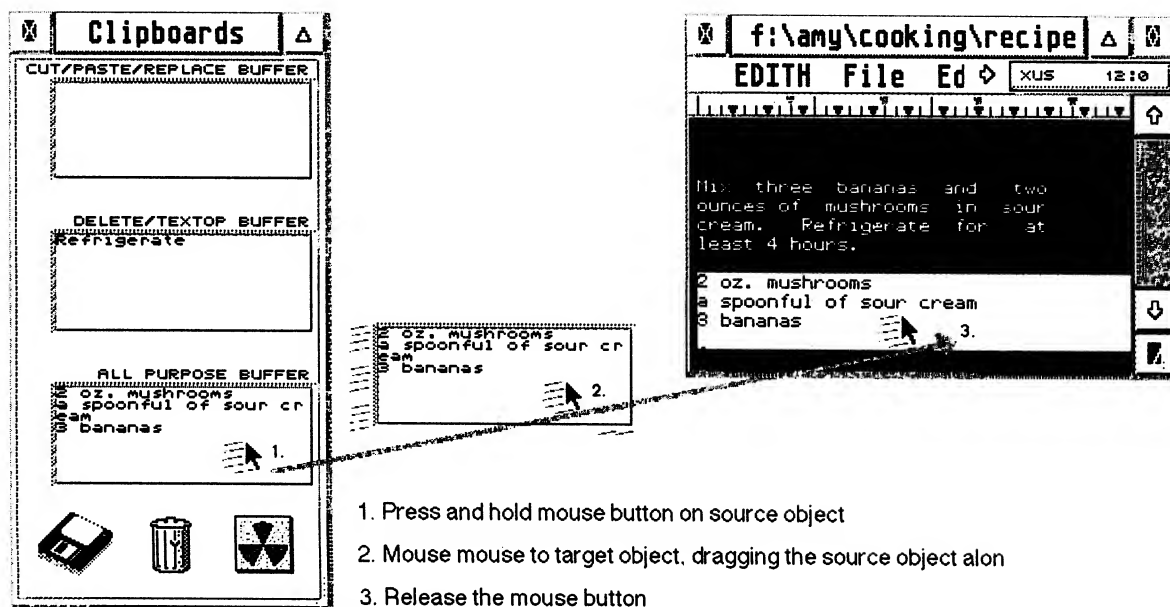 Clipboards
CUT/PASTE/REPLACE BUFFER
DELETE/TEXTOP BUFFER
Refrigerate
ALL PURPOSE BUFFER
2 oz. mushrooms
a spoonful of sour cr
eam
3 bananas
1.
2 oz. mushrooms
a spoonful of sour cr
eam
3 bananas
2.
f:\amy\cooking\recipe
EDITH File Ed
XUS 12:0
Mix three bananas and two
ounces of mushrooms in sour
cream. Refrigerate for at
least 4 hours.
2 oz. mushrooms
a spoonful of sour cream
3 bananas
3.
1. Press and hold mouse button on source object
2. Mouse mouse to target object, dragging the source object alon
3. Release the mouse button